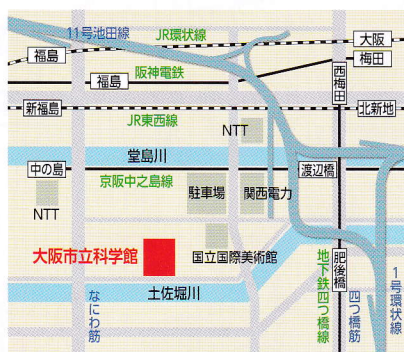 11号池田線
JR環状線
大阪
福島
阪神電鉄
梅田
福島
西梅田
新福島
北新地
JR東西線
NTT
堂島川
中の島
渡辺橋
京阪中之島線
駐車場
関西電力
NTT
大阪市立科学館
国立国際美術館
肥後橋
地下鉄四つ橋線
四つ橋筋
1号環状線
なにわ筋
土佐堀川